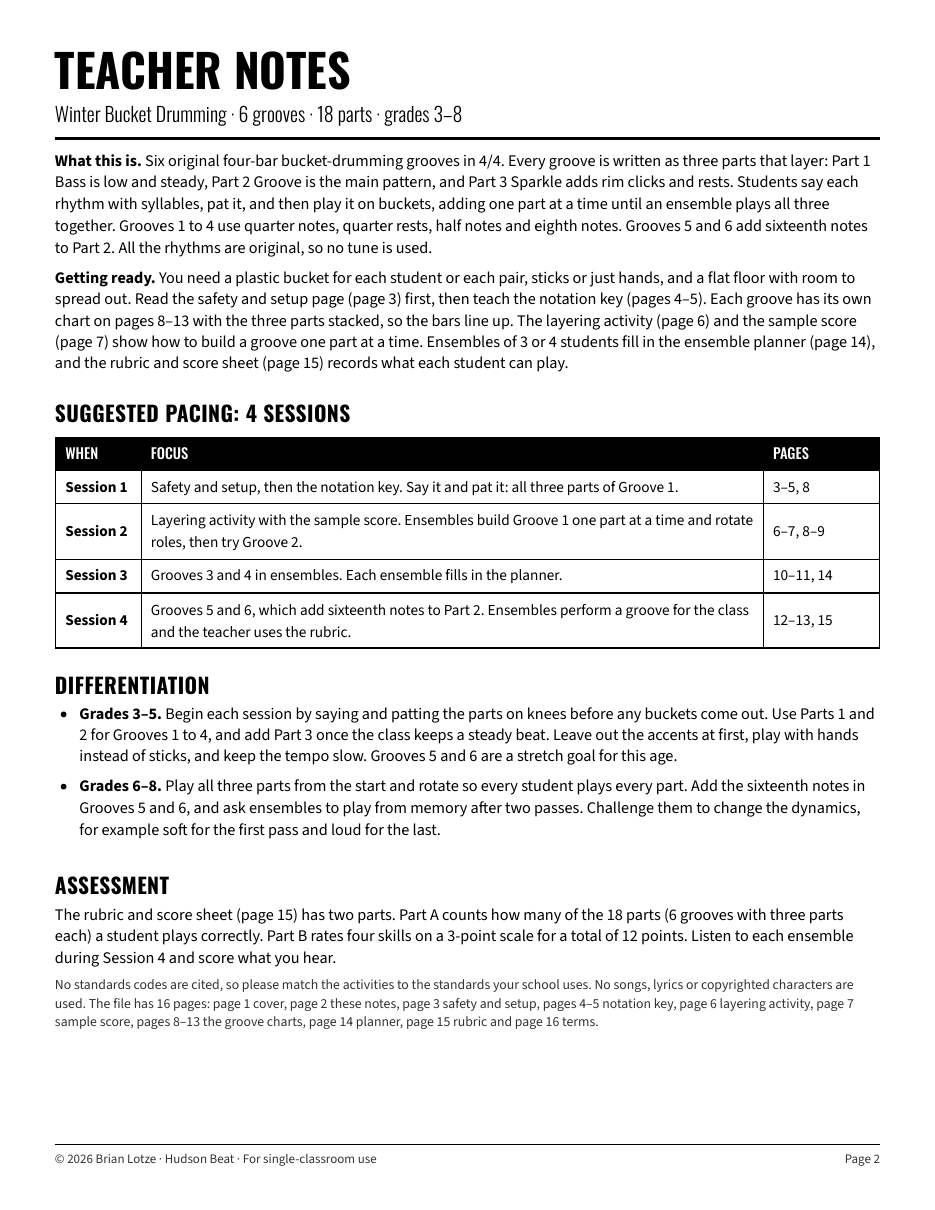 TEACHER NOTES
Winter Bucket Drumming · 6 grooves · 18 parts · grades 3–8
What this is. Six original four-bar bucket-drumming grooves in 4/4. Every groove is written as three parts that layer: Part 1
Bass is low and steady, Part 2 Groove is the main pattern, and Part 3 Sparkle adds rim clicks and rests. Students say each
rhythm with syllables, pat it, and then play it on buckets, adding one part at a time until an ensemble plays all three
together. Grooves 1 to 4 use quarter notes, quarter rests, half notes and eighth notes. Grooves 5 and 6 add sixteenth notes
to Part 2. All the rhythms are original, so no tune is used.
Getting ready. You need a plastic bucket for each student or each pair, sticks or just hands, and a flat floor with room to
spread out. Read the safety and setup page (page 3) first, then teach the notation key (pages 4–5). Each groove has its own
chart on pages 8–13 with the three parts stacked, so the bars line up. The layering activity (page 6) and the sample score
(page 7) show how to build a groove one part at a time. Ensembles of 3 or 4 students fill in the ensemble planner (page 14),
and the rubric and score sheet (page 15) records what each student can play.
SUGGESTED PACING: 4 SESSIONS
WHEN FOCUS PAGES
Session 1 Safety and setup, then the notation key. Say it and pat it: all three parts of Groove 1. 3–5, 8
Session 2 Layering activity with the sample score. Ensembles build Groove 1 one part at a time and rotate
roles, then try Groove 2. 6–7, 8–9
Session 3 Grooves 3 and 4 in ensembles. Each ensemble fills in the planner. 10–11, 14
Session 4 Grooves 5 and 6, which add sixteenth notes to Part 2. Ensembles perform a groove for the class
and the teacher uses the rubric. 12–13, 15
DIFFERENTIATION
• Grades 3–5. Begin each session by saying and patting the parts on knees before any buckets come out. Use Parts 1 and
2 for Grooves 1 to 4, and add Part 3 once the class keeps a steady beat. Leave out the accents at first, play with hands
instead of sticks, and keep the tempo slow. Grooves 5 and 6 are a stretch goal for this age.
• Grades 6–8. Play all three parts from the start and rotate so every student plays every part. Add the sixteenth notes in
Grooves 5 and 6, and ask ensembles to play from memory after two passes. Challenge them to change the dynamics,
for example soft for the first pass and loud for the last.
ASSESSMENT
The rubric and score sheet (page 15) has two parts. Part A counts how many of the 18 parts (6 grooves with three parts
each) a student plays correctly. Part B rates four skills on a 3-point scale for a total of 12 points. Listen to each ensemble
during Session 4 and score what you hear.
No standards codes are cited, so please match the activities to the standards your school uses. No songs, lyrics or copyrighted characters are
used. The file has 16 pages: page 1 cover, page 2 these notes, page 3 safety and setup, pages 4–5 notation key, page 6 layering activity, page 7
sample score, pages 8–13 the groove charts, page 14 planner, page 15 rubric and page 16 terms.
© 2026 Brian Lotze · Hudson Beat · For single-classroom use Page 2